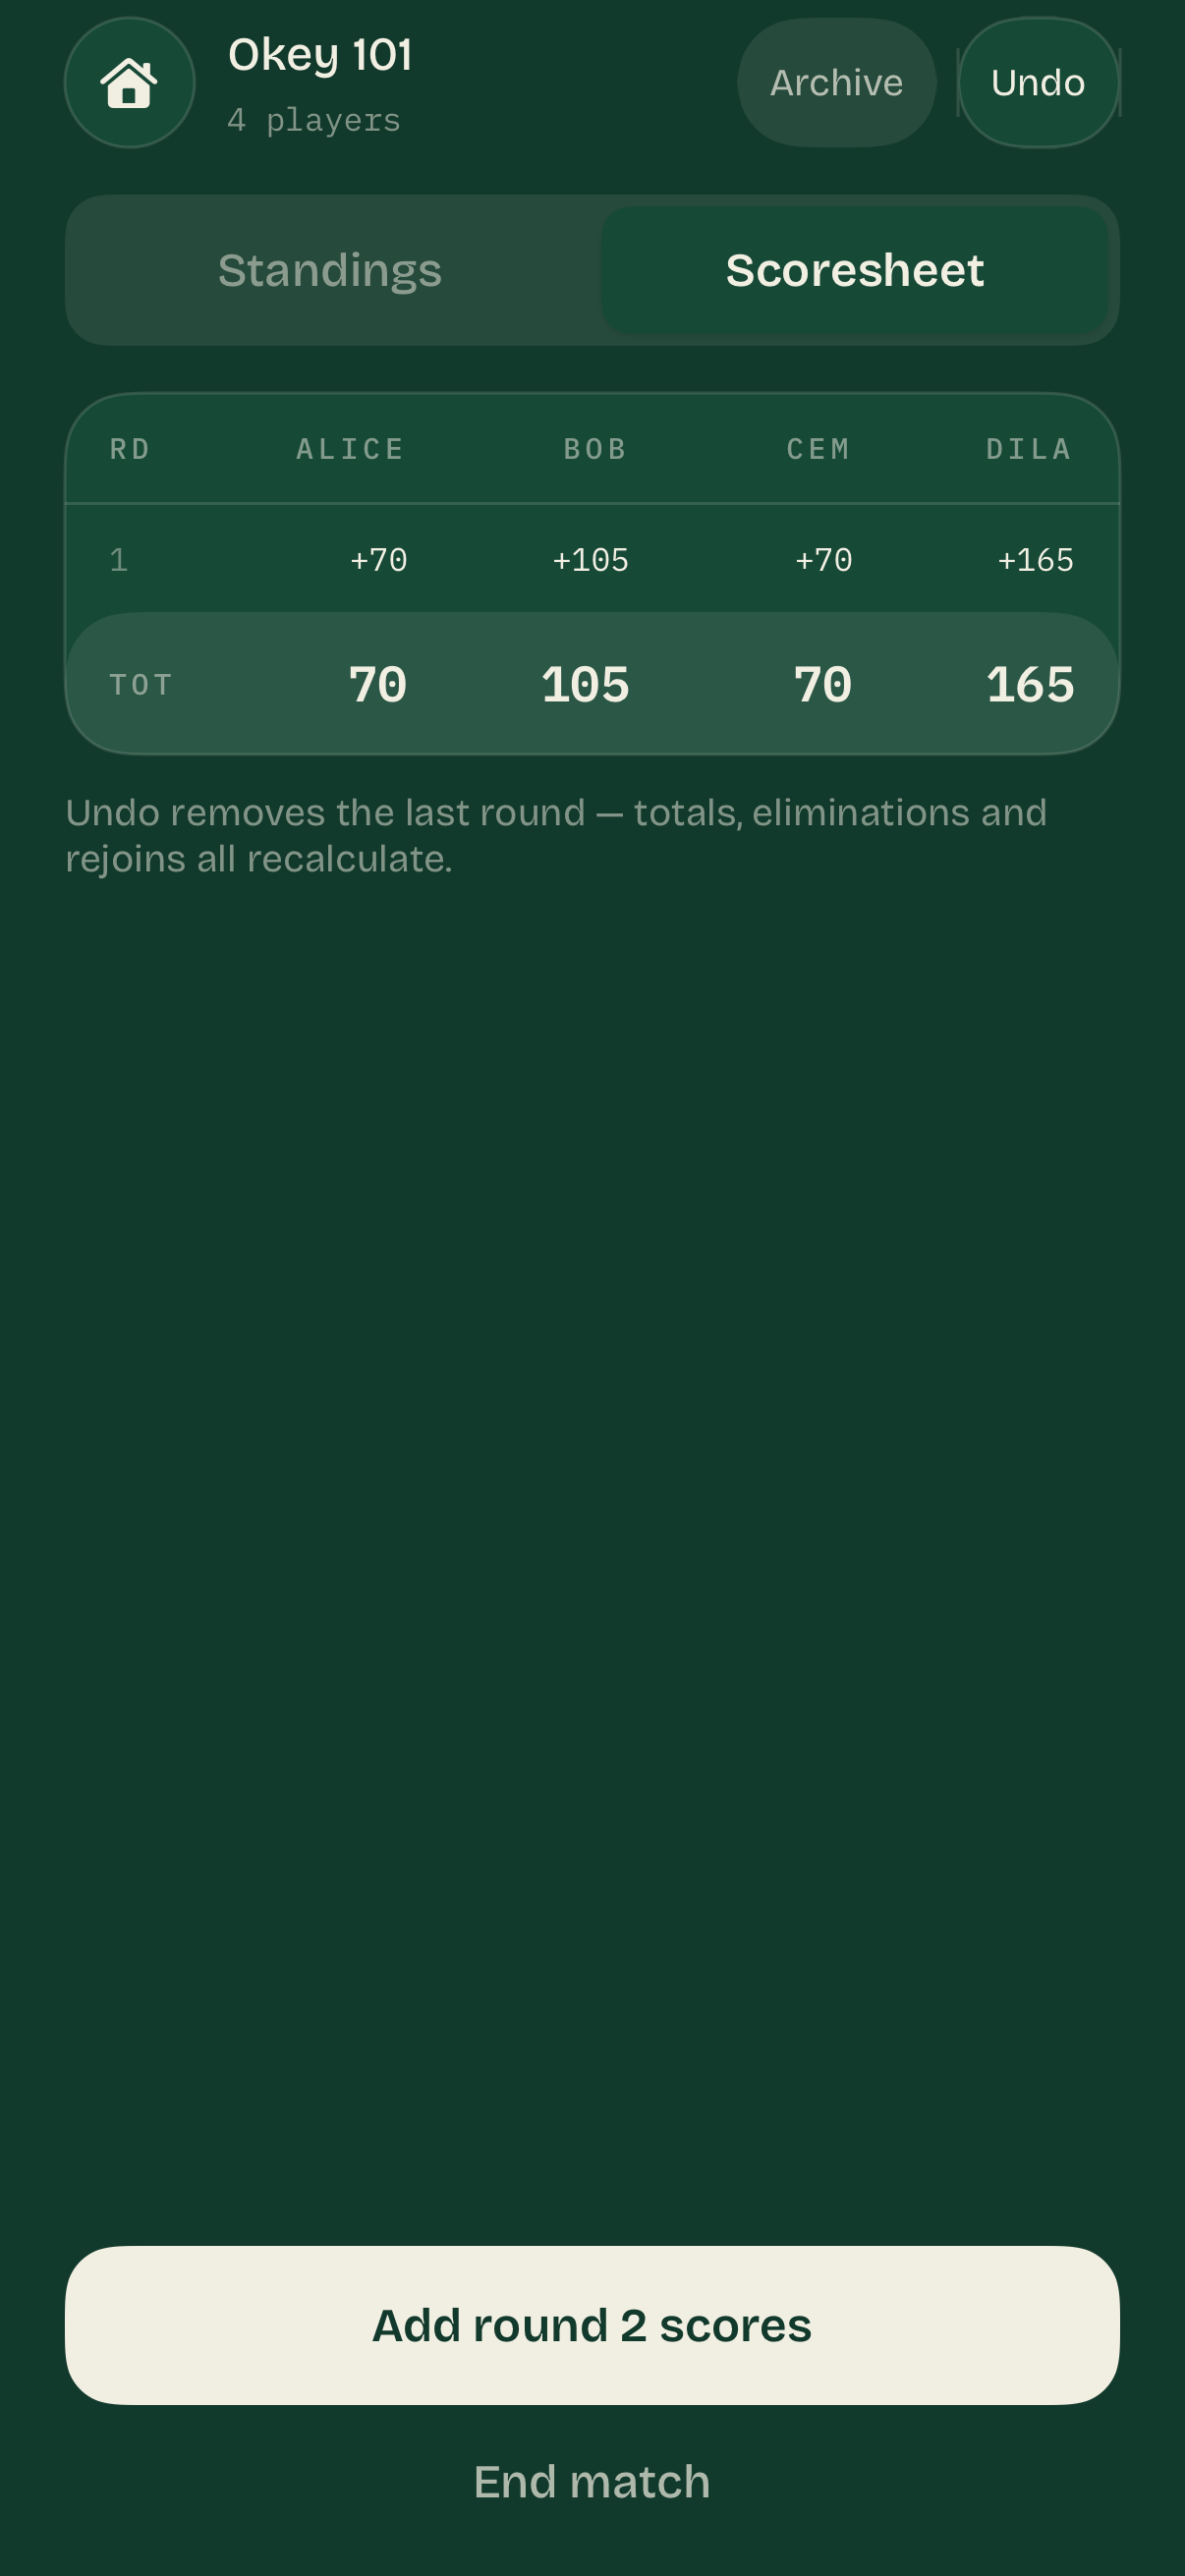 Okey 101
4 players
Archive
Undo
Standings
Scoresheet
RD ALICE BOB CEM DILA
1 +70 +105 +70 +165
TOT 70 105 70 165
Undo removes the last round — totals, eliminations and
rejoins all recalculate.
Add round 2 scores
End match